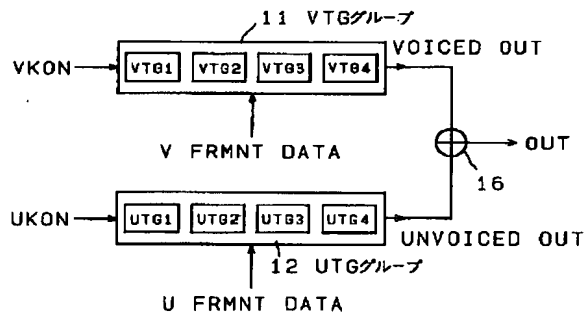 11 VTGグループ
VOICED OUT
VKON
VTG1 VTG2 VTG3 VTG4
V FRMNT DATA
OUT
16
UKON
UTG1 UTG2 UTG3 UTG4
UNVOICED OUT
12 UTGグループ
U FRMNT DATA